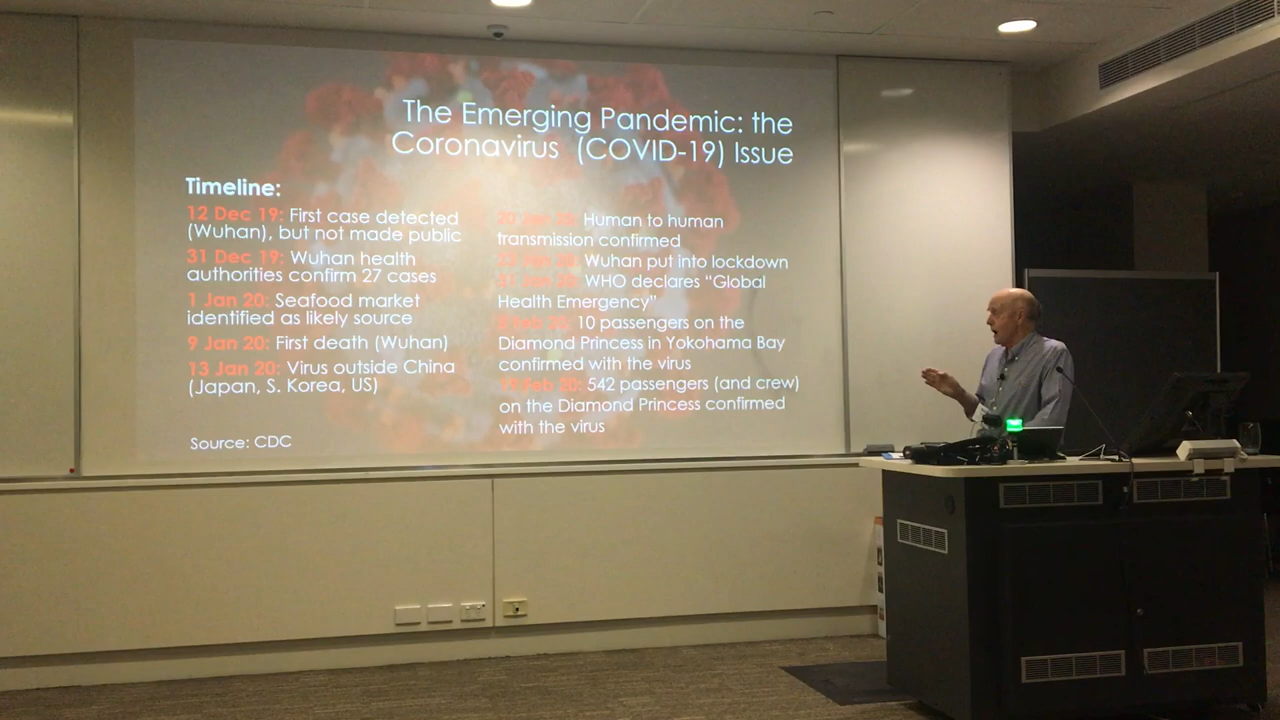 The Emerging Pandemic: the
Coronavirus (COVID-19) Issue
Timeline:
12 Dec 19: First case detected
(Wuhan), but not made public
31 Dec 19: Wuhan health
authorities confirm 27 cases
1 Jan 20: Seafood market
identified as likely source
9 Jan 20: First death (Wuhan)
13 Jan 20: Virus outside China
(Japan, S. Korea, US)
Source: CDC
Human to human
transmission confirmed
Wuhan put into lockdown
WHO declares “Global
Health Emergency”
10 passengers on the
Diamond Princess in Yokohama Bay
confirmed with the virus
Feb 20: 542 passengers (and crew)
on the Diamond Princess confirmed
with the virus